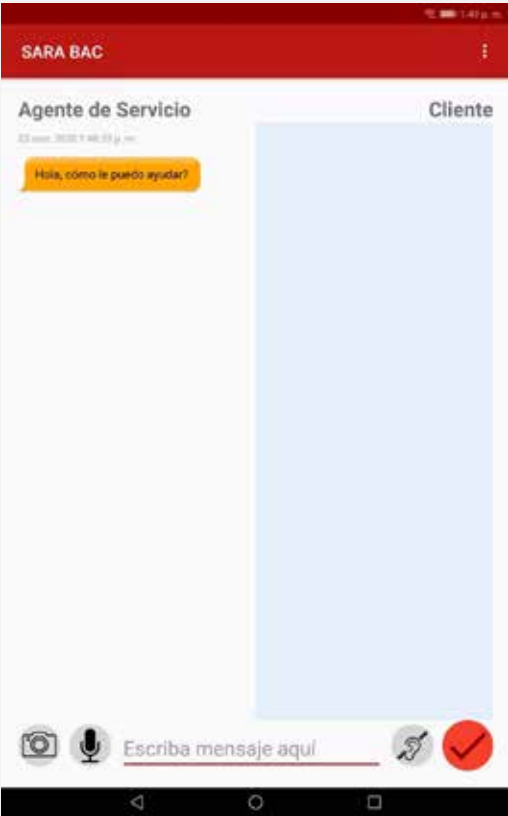 SARA BAC
Agente de Servicio
Cliente
Hola, cómo le puedo ayudar?
Escriba mensaje aquí